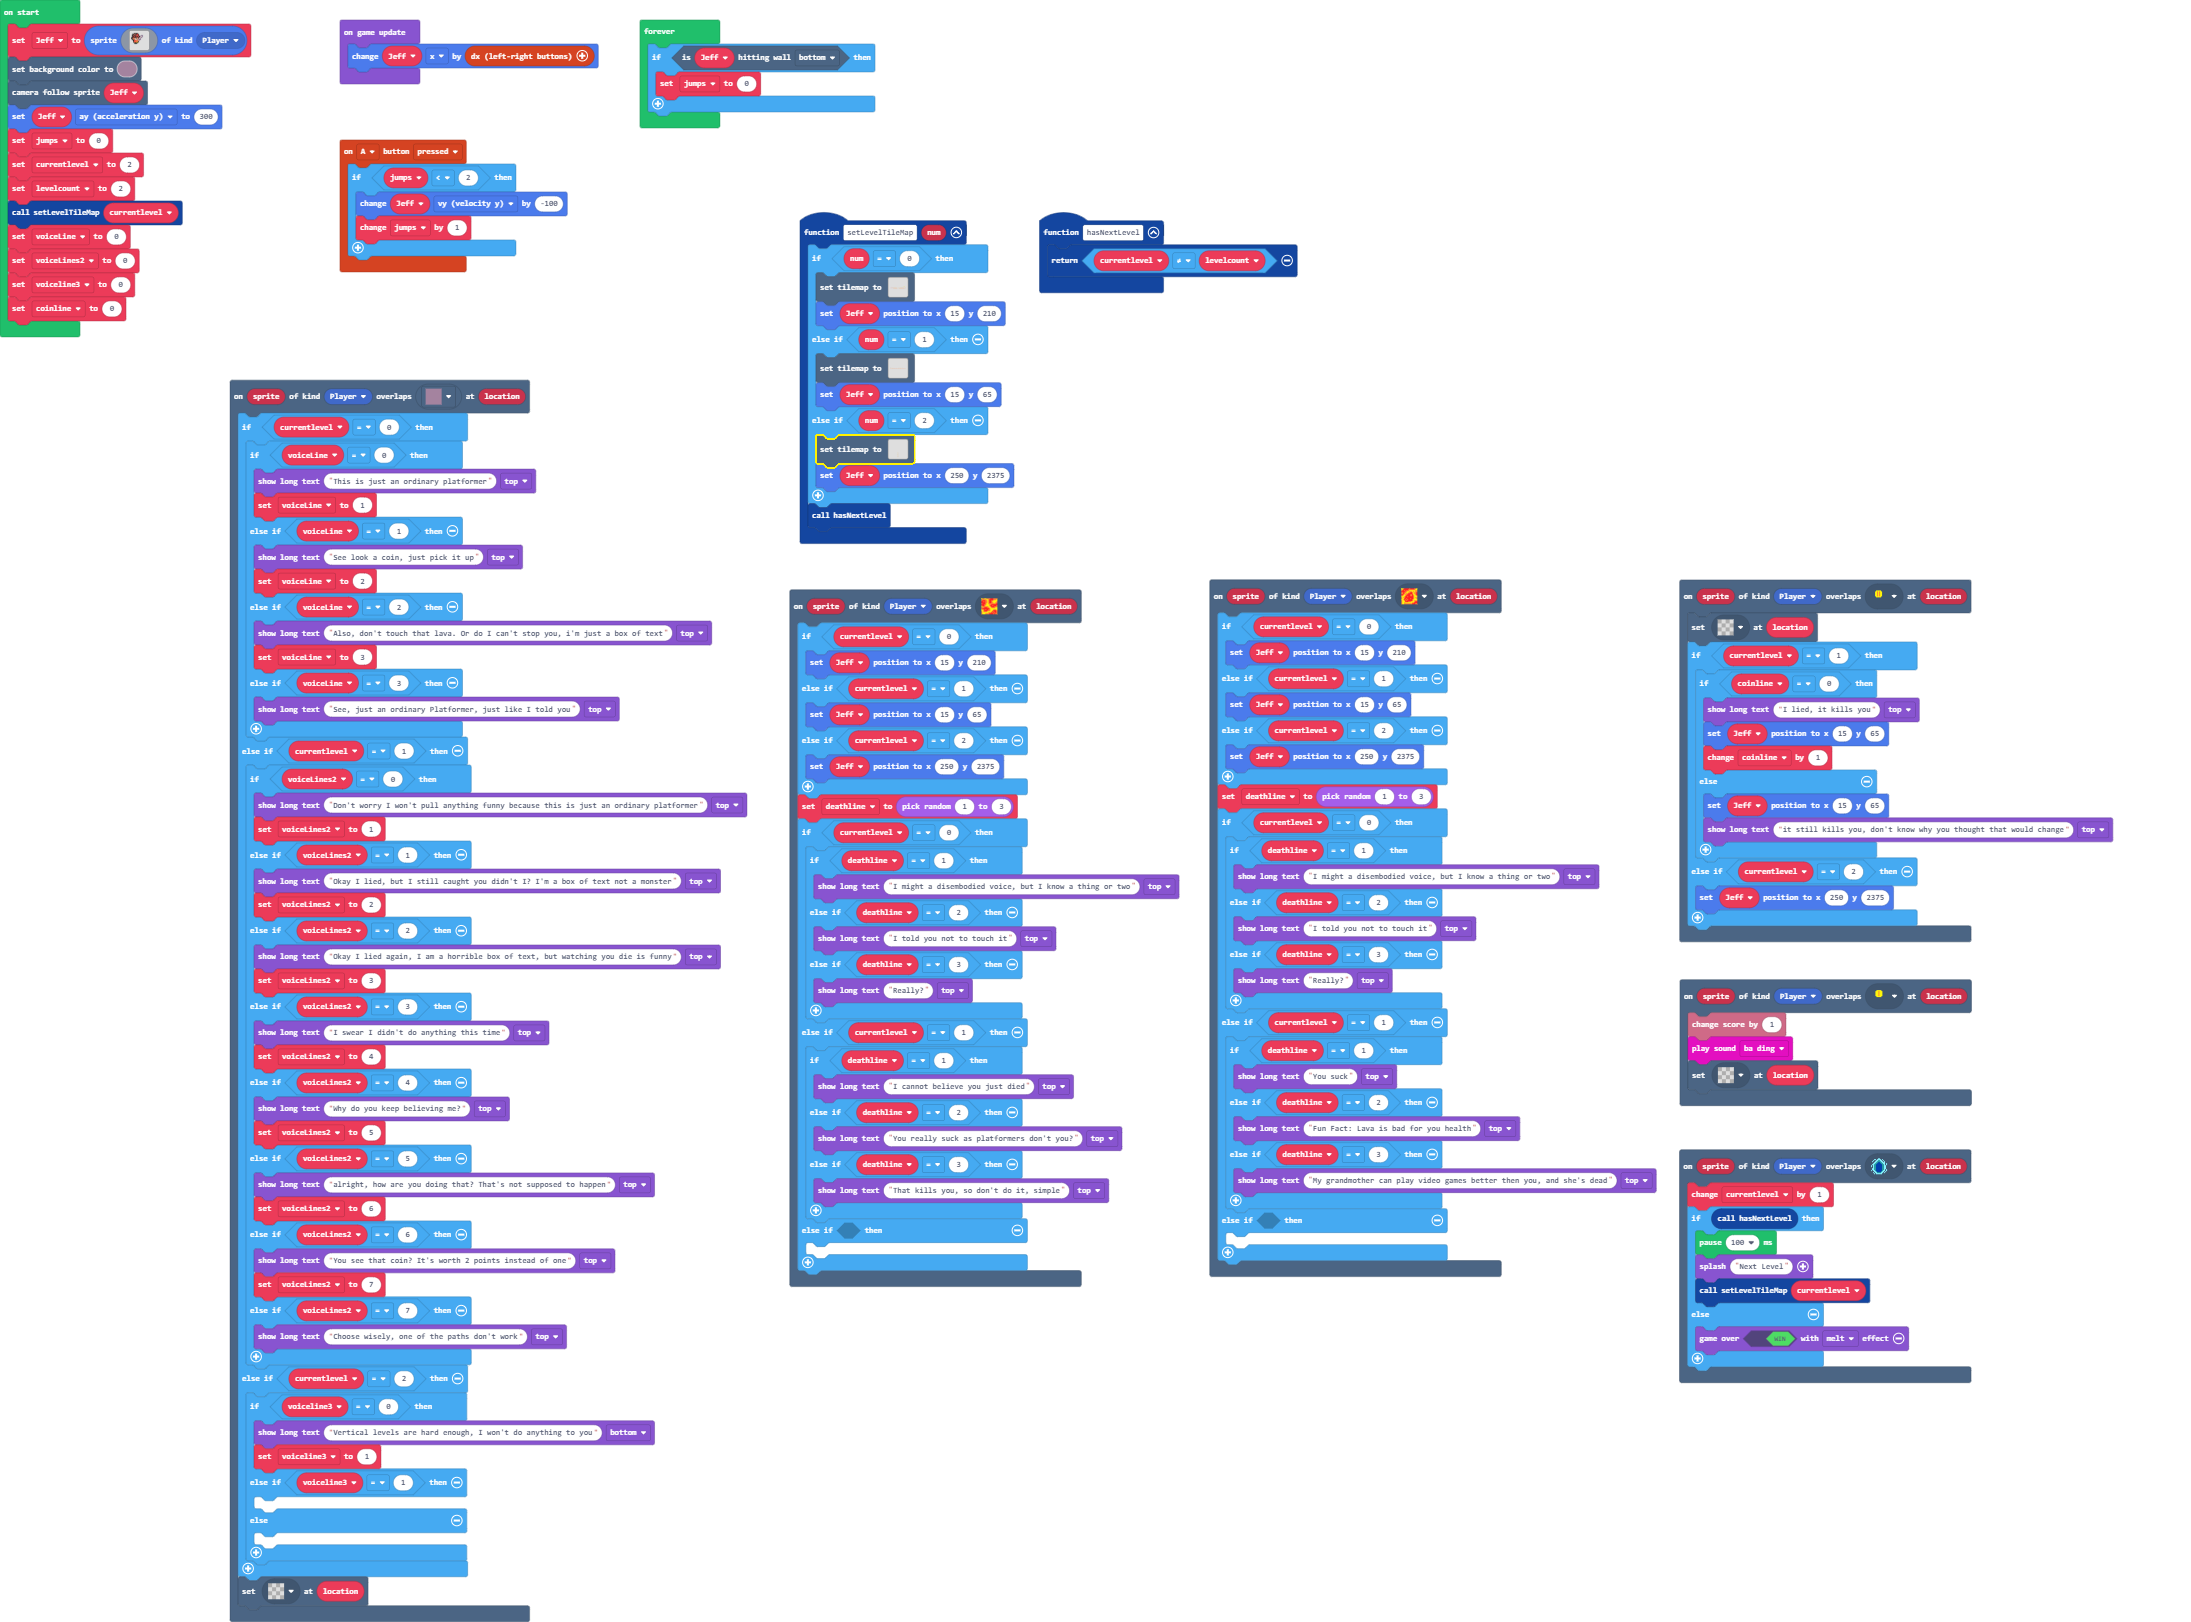 on start
set Jeff to sprite of kind Player
set background color to
camera follow sprite Jeff
set Jeff ay (acceleration y) to 300
set jumps to 0
set currentlevel to 2
set levelcount to 2
call setLevelTileMap currentlevel
set voiceLine to 0
set voiceLines2 to 0
set voiceline3 to 0
set coinline to 0
on game update
change Jeff x by dx (left-right buttons)
on A button pressed
if jumps < 2 then
change Jeff vy (velocity y) by -100
change jumps by 1
forever
if is Jeff hitting wall bottom then
set jumps to 0
function setLevelTileMap num
if num = 0 then
set tilemap to
set Jeff position to x 15 y 210
else if num = 1 then
set tilemap to
set Jeff position to x 15 y 65
else if num = 2 then
set tilemap to
set Jeff position to x 250 y 2375
call hasNextLevel
function hasNextLevel
return currentlevel ≠ levelcount
on sprite of kind Player overlaps at location
if currentlevel = 0 then
if voiceLine = 0 then
show long text "This is just an ordinary platformer" top
set voiceLine to 1
else if voiceLine = 1 then
show long text "See look a coin, just pick it up" top
set voiceLine to 2
else if voiceLine = 2 then
show long text "Also, don't touch that lava. Or do I can't stop you, i'm just a box of text" top
set voiceLine to 3
else if voiceLine = 3 then
show long text "See, just an ordinary Platformer, just like I told you" top
else if currentlevel = 1 then
if voiceLines2 = 0 then
show long text "Don't worry I won't pull anything funny because this is just an ordinary platformer" top
set voiceLines2 to 1
else if voiceLines2 = 1 then
show long text "Okay I lied, but I still caught you didn't I? I'm a box of text not a monster" top
set voiceLines2 to 2
else if voiceLines2 = 2 then
show long text "Okay I lied again, I am a horrible box of text, but watching you die is funny" top
set voiceLines2 to 3
else if voiceLines2 = 3 then
show long text "I swear I didn't do anything this time" top
set voiceLines2 to 4
else if voiceLines2 = 4 then
show long text "Why do you keep believing me?" top
set voiceLines2 to 5
else if voiceLines2 = 5 then
show long text "alright, how are you doing that? That's not supposed to happen" top
set voiceLines2 to 6
else if voiceLines2 = 6 then
show long text "You see that coin? It's worth 2 points instead of one" top
set voiceLines2 to 7
else if voiceLines2 = 7 then
show long text "Choose wisely, one of the paths don't work" top
else if currentlevel = 2 then
if voiceline3 = 0 then
show long text "Vertical levels are hard enough, I won't do anything to you" bottom
set voiceline3 to 1
else if voiceline3 = 1 then
else
set at location
on sprite of kind Player overlaps at location
if currentlevel = 0 then
set Jeff position to x 15 y 210
else if currentlevel = 1 then
set Jeff position to x 15 y 65
else if currentlevel = 2 then
set Jeff position to x 250 y 2375
set deathline to pick random 1 to 3
if currentlevel = 0 then
if deathline = 1 then
show long text "I might a disembodied voice, but I know a thing or two" top
else if deathline = 2 then
show long text "I told you not to touch it" top
else if deathline = 3 then
show long text "Really?" top
else if currentlevel = 1 then
if deathline = 1 then
show long text "I cannot believe you just died" top
else if deathline = 2 then
show long text "You really suck as platformers don't you?" top
else if deathline = 3 then
show long text "That kills you, so don't do it, simple" top
else if then
on sprite of kind Player overlaps at location
if currentlevel = 0 then
set Jeff position to x 15 y 210
else if currentlevel = 1 then
set Jeff position to x 15 y 65
else if currentlevel = 2 then
set Jeff position to x 250 y 2375
set deathline to pick random 1 to 3
if currentlevel = 0 then
if deathline = 1 then
show long text "I might a disembodied voice, but I know a thing or two" top
else if deathline = 2 then
show long text "I told you not to touch it" top
else if deathline = 3 then
show long text "Really?" top
else if currentlevel = 1 then
if deathline = 1 then
show long text "You suck" top
else if deathline = 2 then
show long text "Fun Fact: Lava is bad for you health" top
else if deathline = 3 then
show long text "My grandmother can play video games better then you, and she's dead" top
else if then
on sprite of kind Player overlaps at location
set at location
if currentlevel = 1 then
if coinline = 0 then
show long text "I lied, it kills you" top
set Jeff position to x 15 y 65
change coinline by 1
else
set Jeff position to x 15 y 65
show long text "it still kills you, don't know why you thought that would change" top
else if currentlevel = 2 then
set Jeff position to x 250 y 2375
on sprite of kind Player overlaps at location
change score by 1
play sound ba ding
set at location
on sprite of kind Player overlaps at location
change currentlevel by 1
if call hasNextLevel then
pause 100 ms
splash "Next Level"
call setLevelTileMap currentlevel
else
game over WIN with melt effect